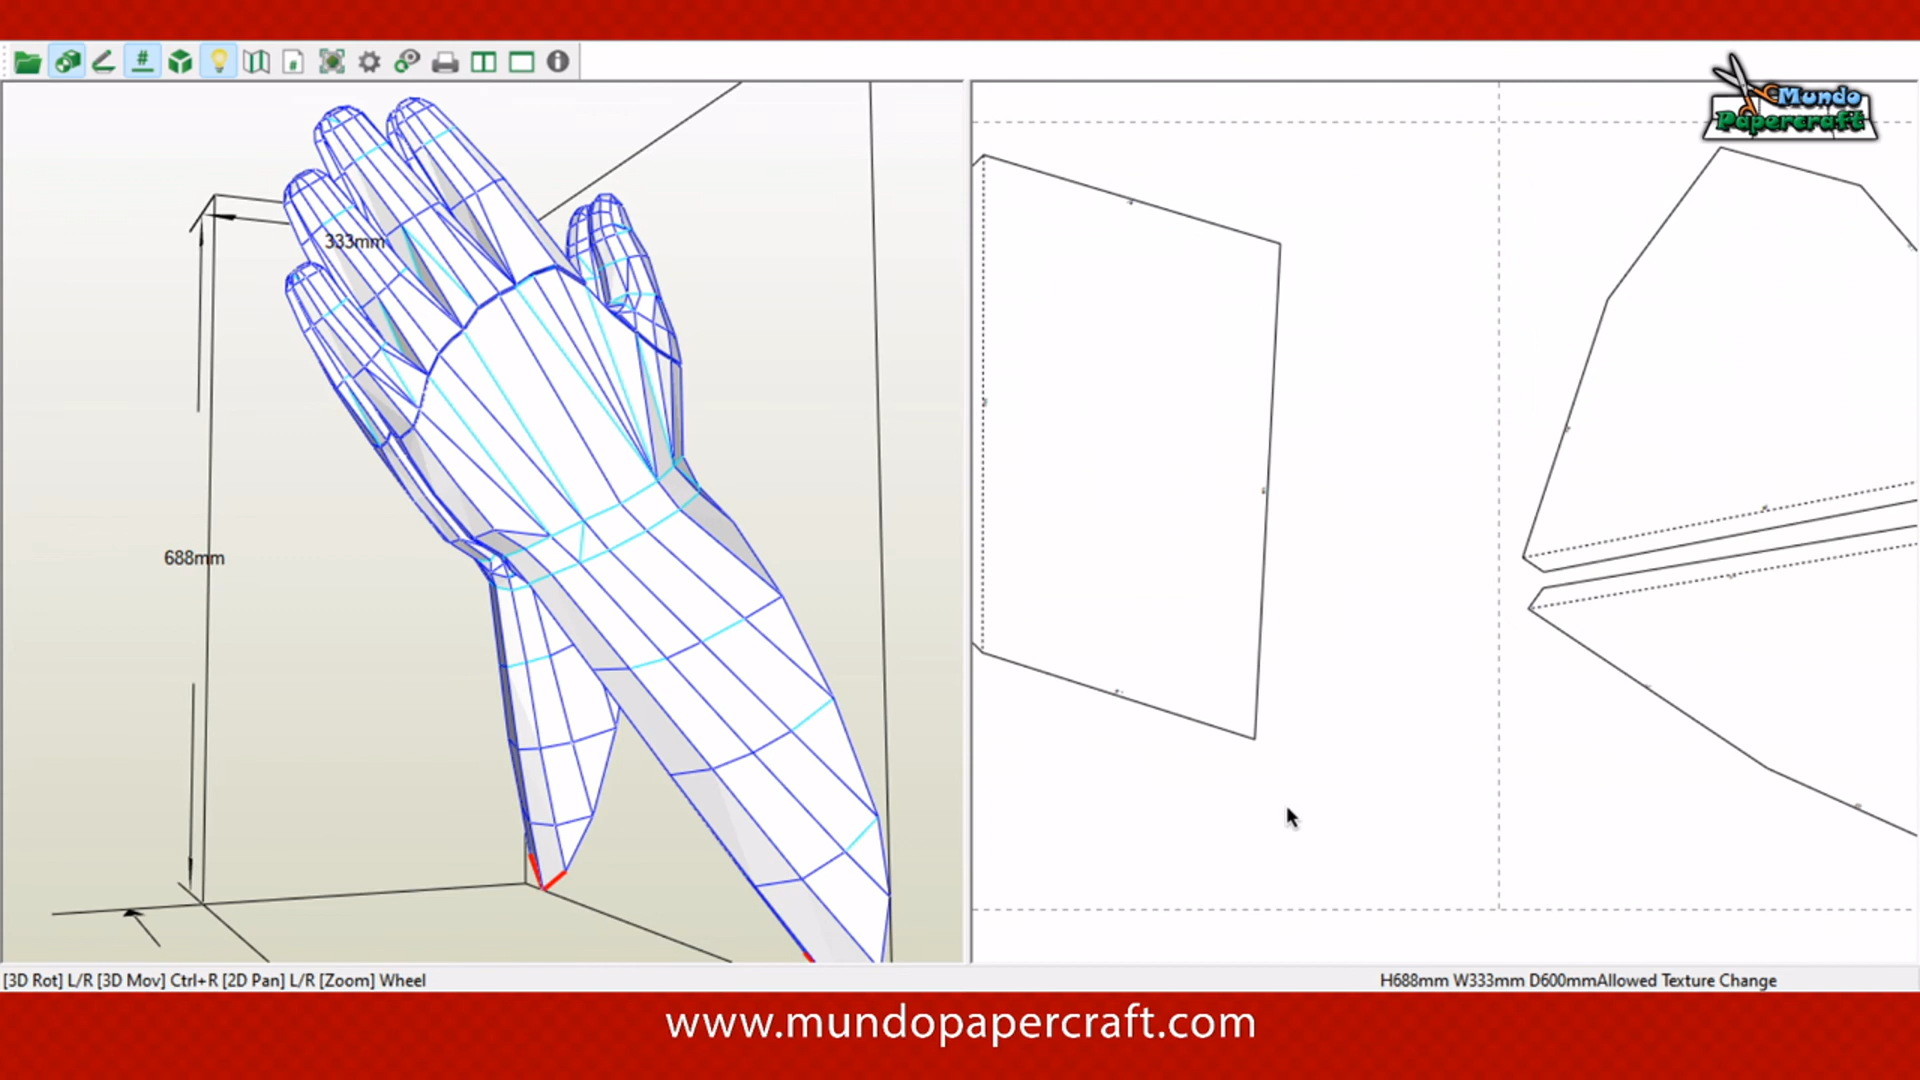 Mundo
Papercraft
333mm
688mm
[3D Rot] L/R [3D Mov] Ctrl+R [2D Pan] L/R [Zoom] Wheel
H688mm W333mm D600mmAllowed Texture Change
www.mundopapercraft.com